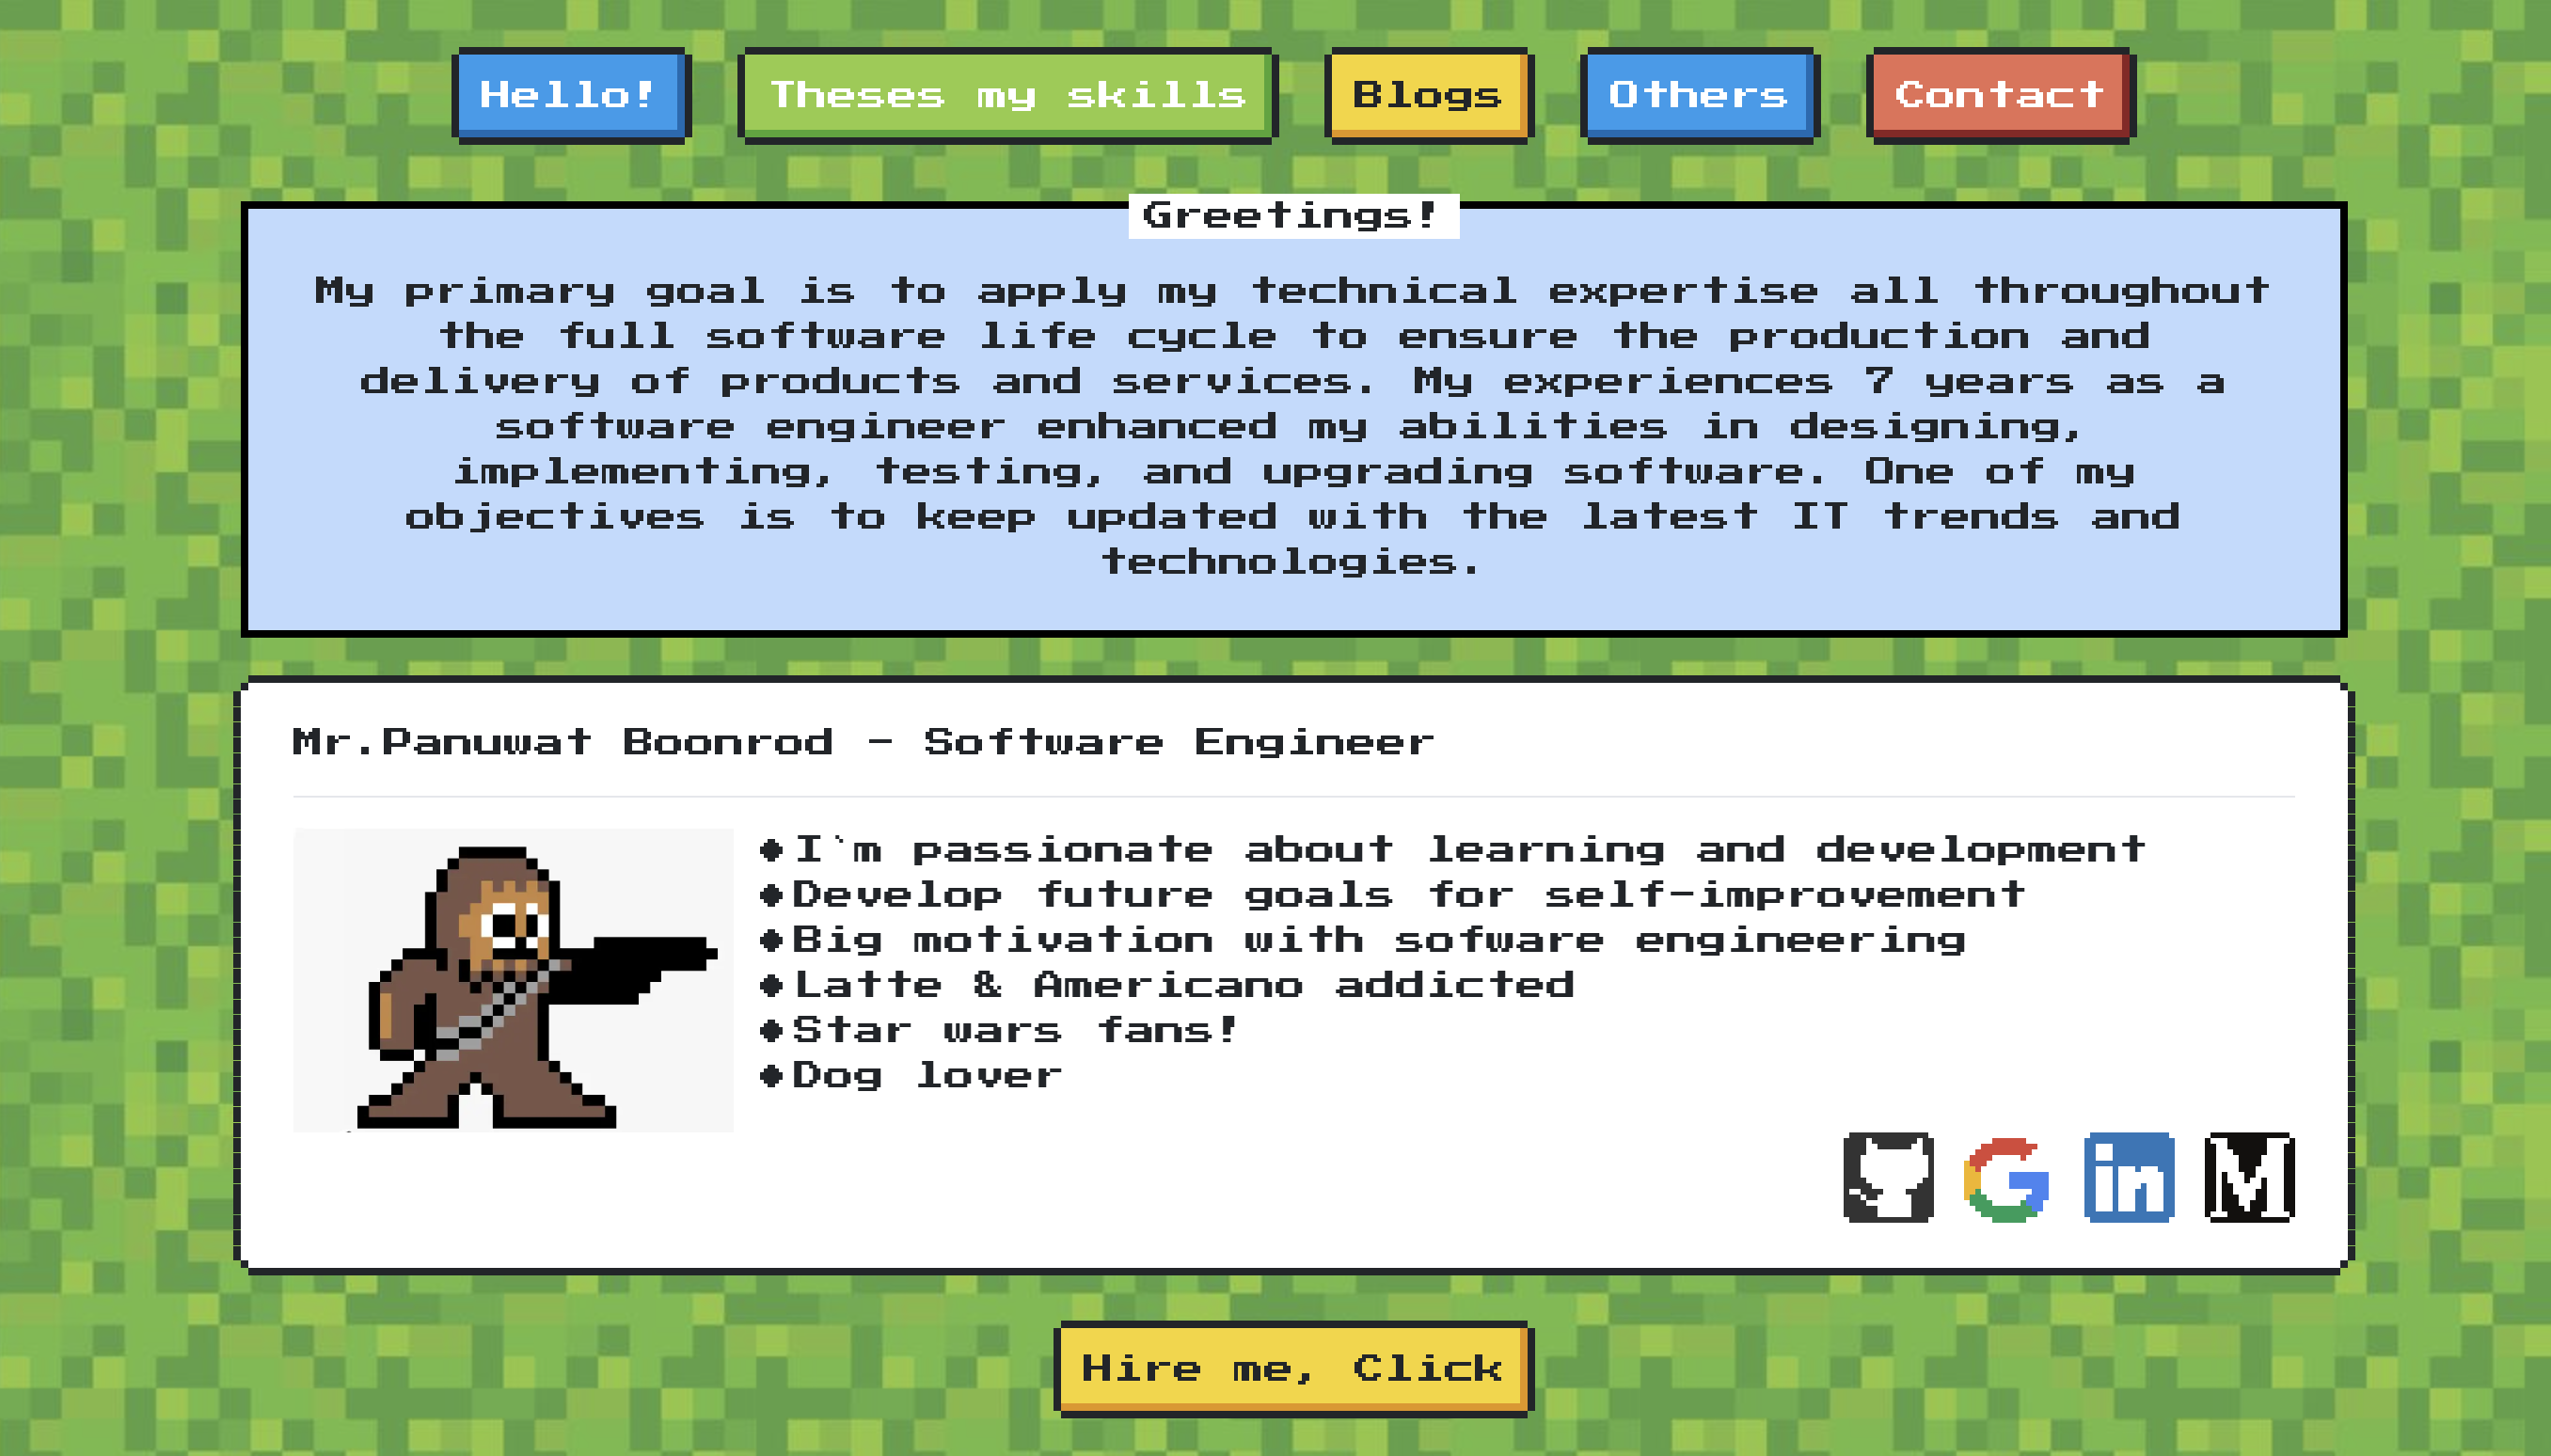 Hello! Theses my skills Blogs Others Contact
Greetings!
My primary goal is to apply my technical expertise all throughout
the full software life cycle to ensure the production and
delivery of products and services. My experiences 7 years as a
software engineer enhanced my abilities in designing,
implementing, testing, and upgrading software. One of my
objectives is to keep updated with the latest IT trends and
technologies.
Mr.Panuwat Boonrod - Software Engineer
I`m passionate about learning and development
Develop future goals for self-improvement
Big motivation with sofware engineering
Latte & Americano addicted
Star wars fans!
Dog lover
G in M
Hire me, Click